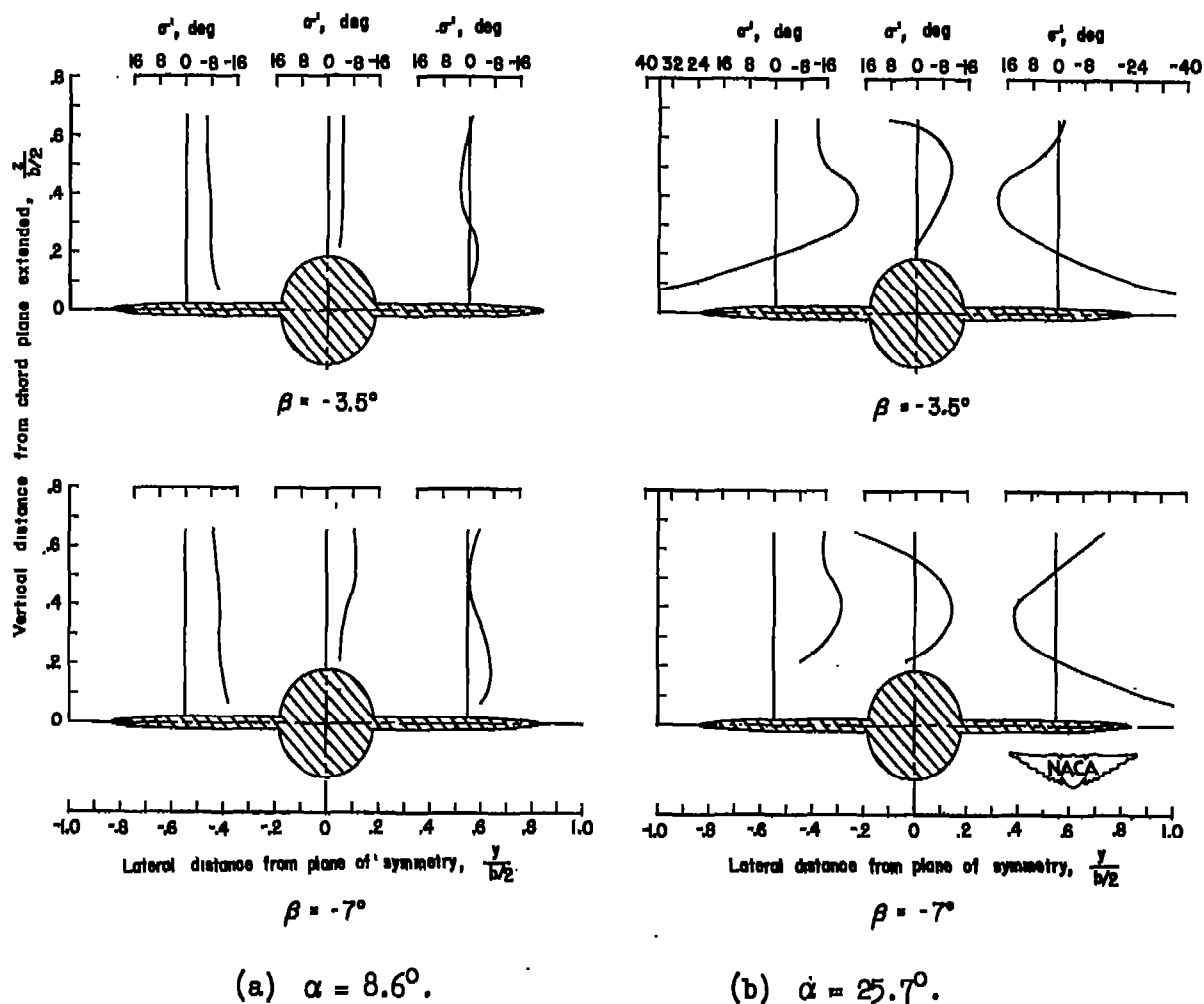 σ', deg σ', deg σ', deg
16 8 0 -8 -16 16 8 0 -8 -16 16 8 0 -8 -16
σ', deg σ', deg σ', deg
40 32 24 16 8 0 -8 -16 16 8 0 -8 -16 16 8 0 -8 -24 -40
.8
.6
.4
.2
0
β = -3.5°
β = -3.5°
Vertical distance from chord plane extended, z/b/2
.8
.6
.4
.2
0
NACA
-1.0 -.8 -.6 -.4 -.2 0 .2 .4 .6 .8 1.0
Lateral distance from plane of symmetry, y/b/2.
β = -7°
-1.0 -.8 -.6 -.4 -.2 0 .2 .4 .6 .8 1.0
Lateral distance from plane of symmetry, y/b/2
β = -7°
(a) α = 8.6°.
(b) α = 25.7°.